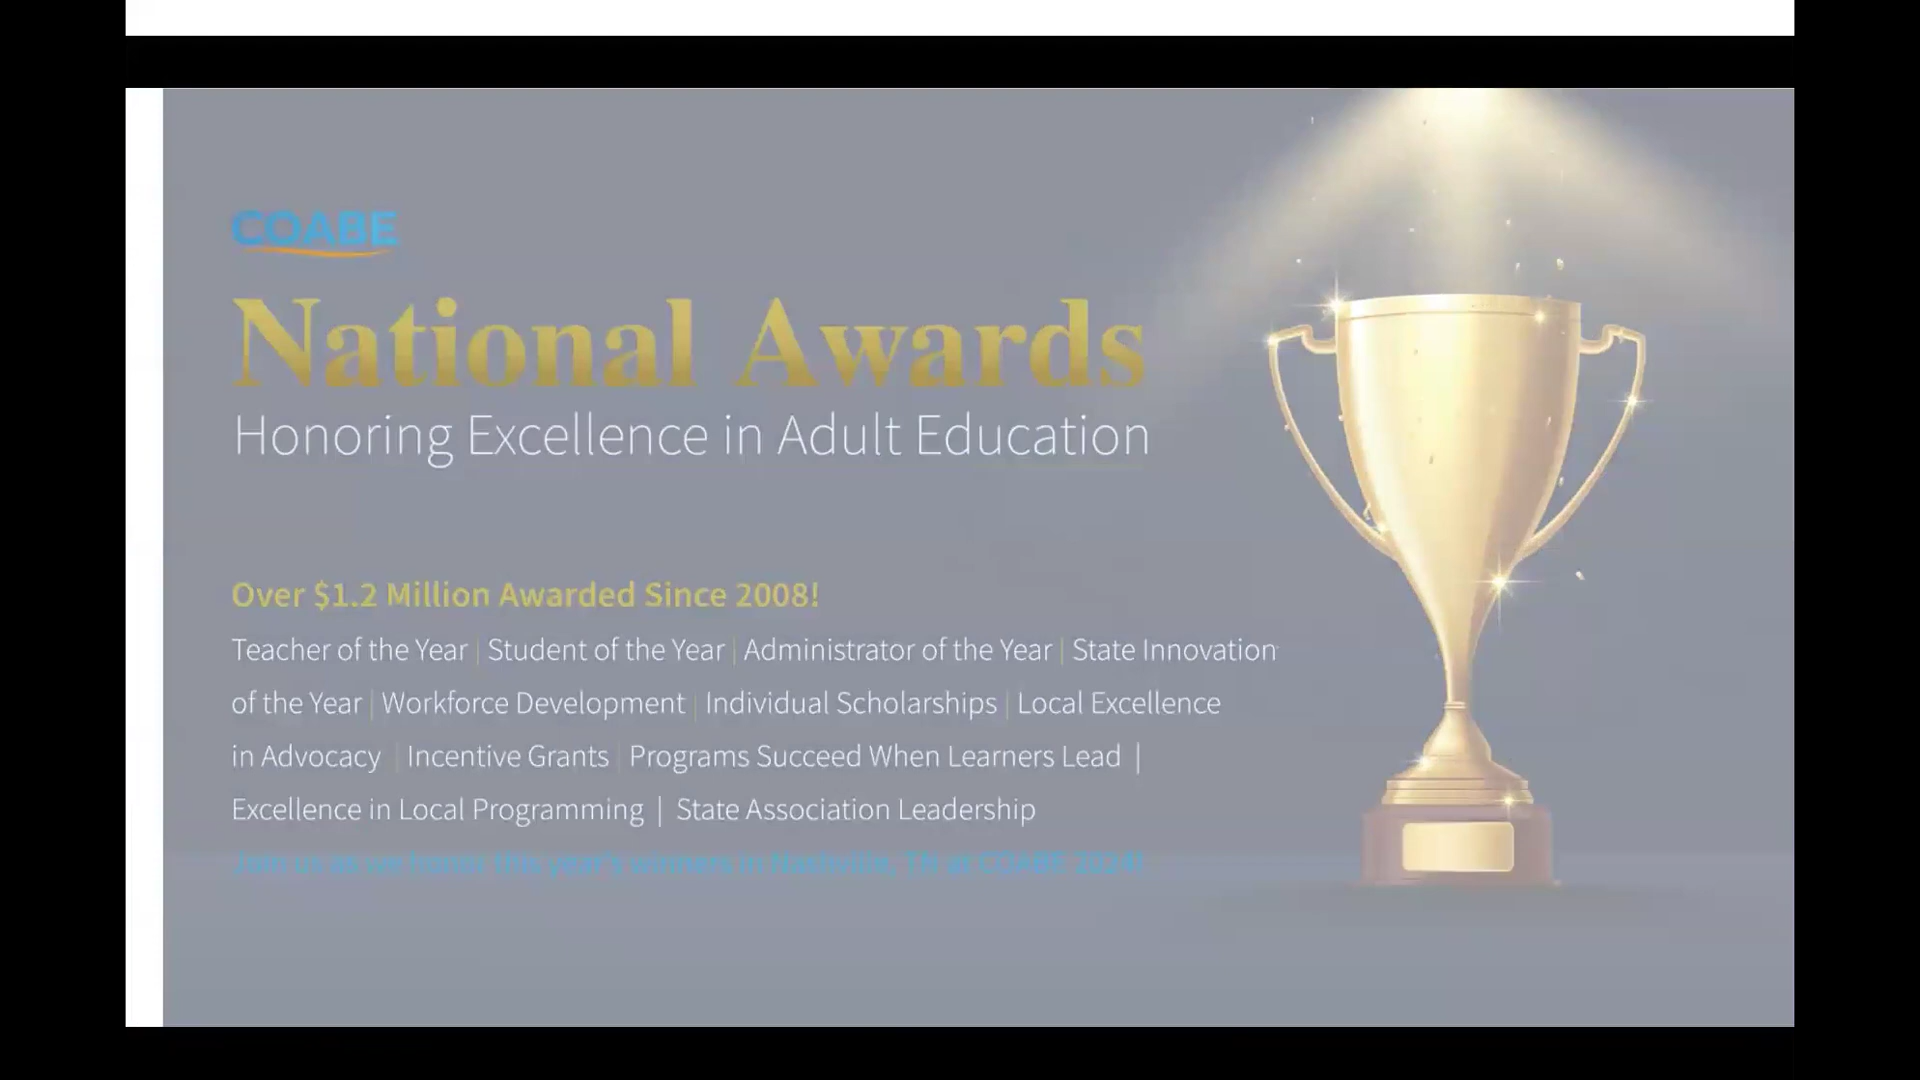 COABE
National Awards
Honoring Excellence in Adult Education
Over $1.2 Million Awarded Since 2008!
Teacher of the Year | Student of the Year | Administrator of the Year | State Innovation
of the Year | Workforce Development | Individual Scholarships | Local Excellence
in Advocacy | Incentive Grants | Programs Succeed When Learners Lead |
Excellence in Local Programming | State Association Leadership
Join us as we honor this year's winners in Nashville, TN at COABE 2024!